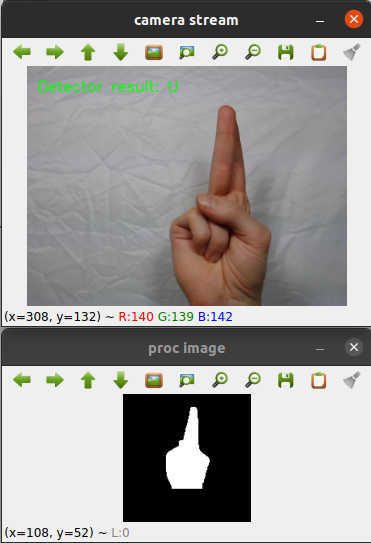 camera stream
Detector result: U
(x=308, y=132) ~ R:140 G:139 B:142
proc image
(x=108, y=52) ~ L:0